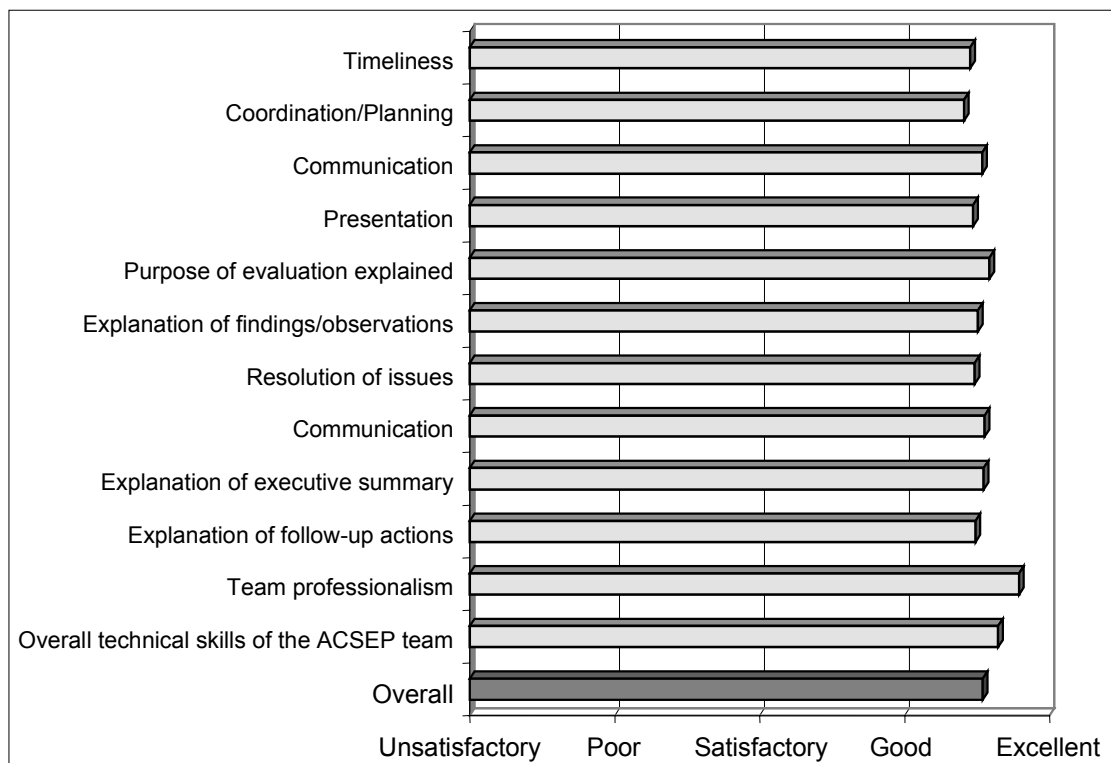 Timeliness
Coordination/Planning
Communication
Presentation
Purpose of evaluation explained
Explanation of findings/observations
Resolution of issues
Communication
Explanation of executive summary
Explanation of follow-up actions
Team professionalism
Overall technical skills of the ACSEP team
Overall
Unsatisfactory Poor Satisfactory Good Excellent